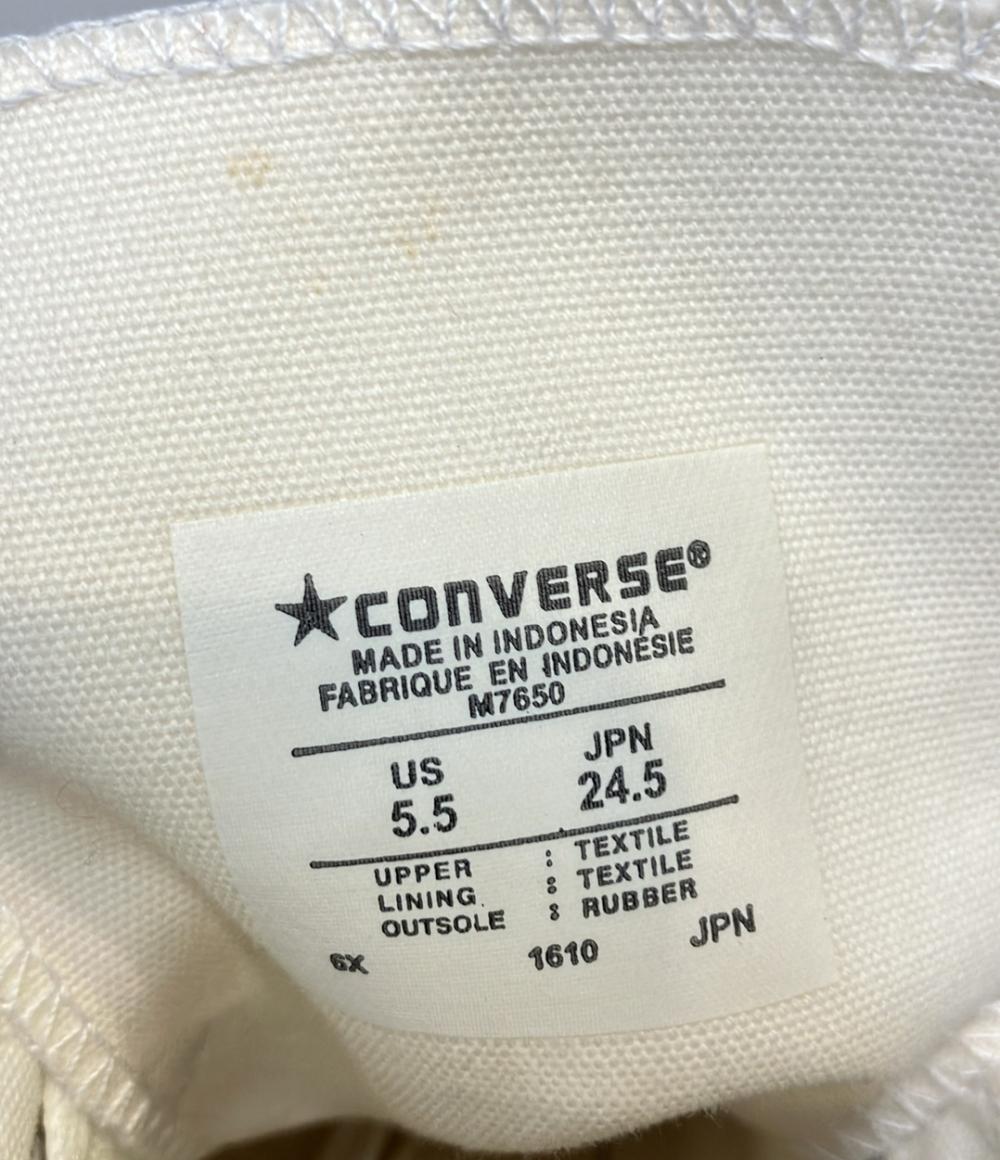 CONVERSE®
MADE IN INDONESIA
FABRIQUE EN INDONÉSIE
M7650
US JPN
5.5 24.5
UPPER : TEXTILE
LINING : TEXTILE
OUTSOLE : RUBBER
6X 1610 JPN